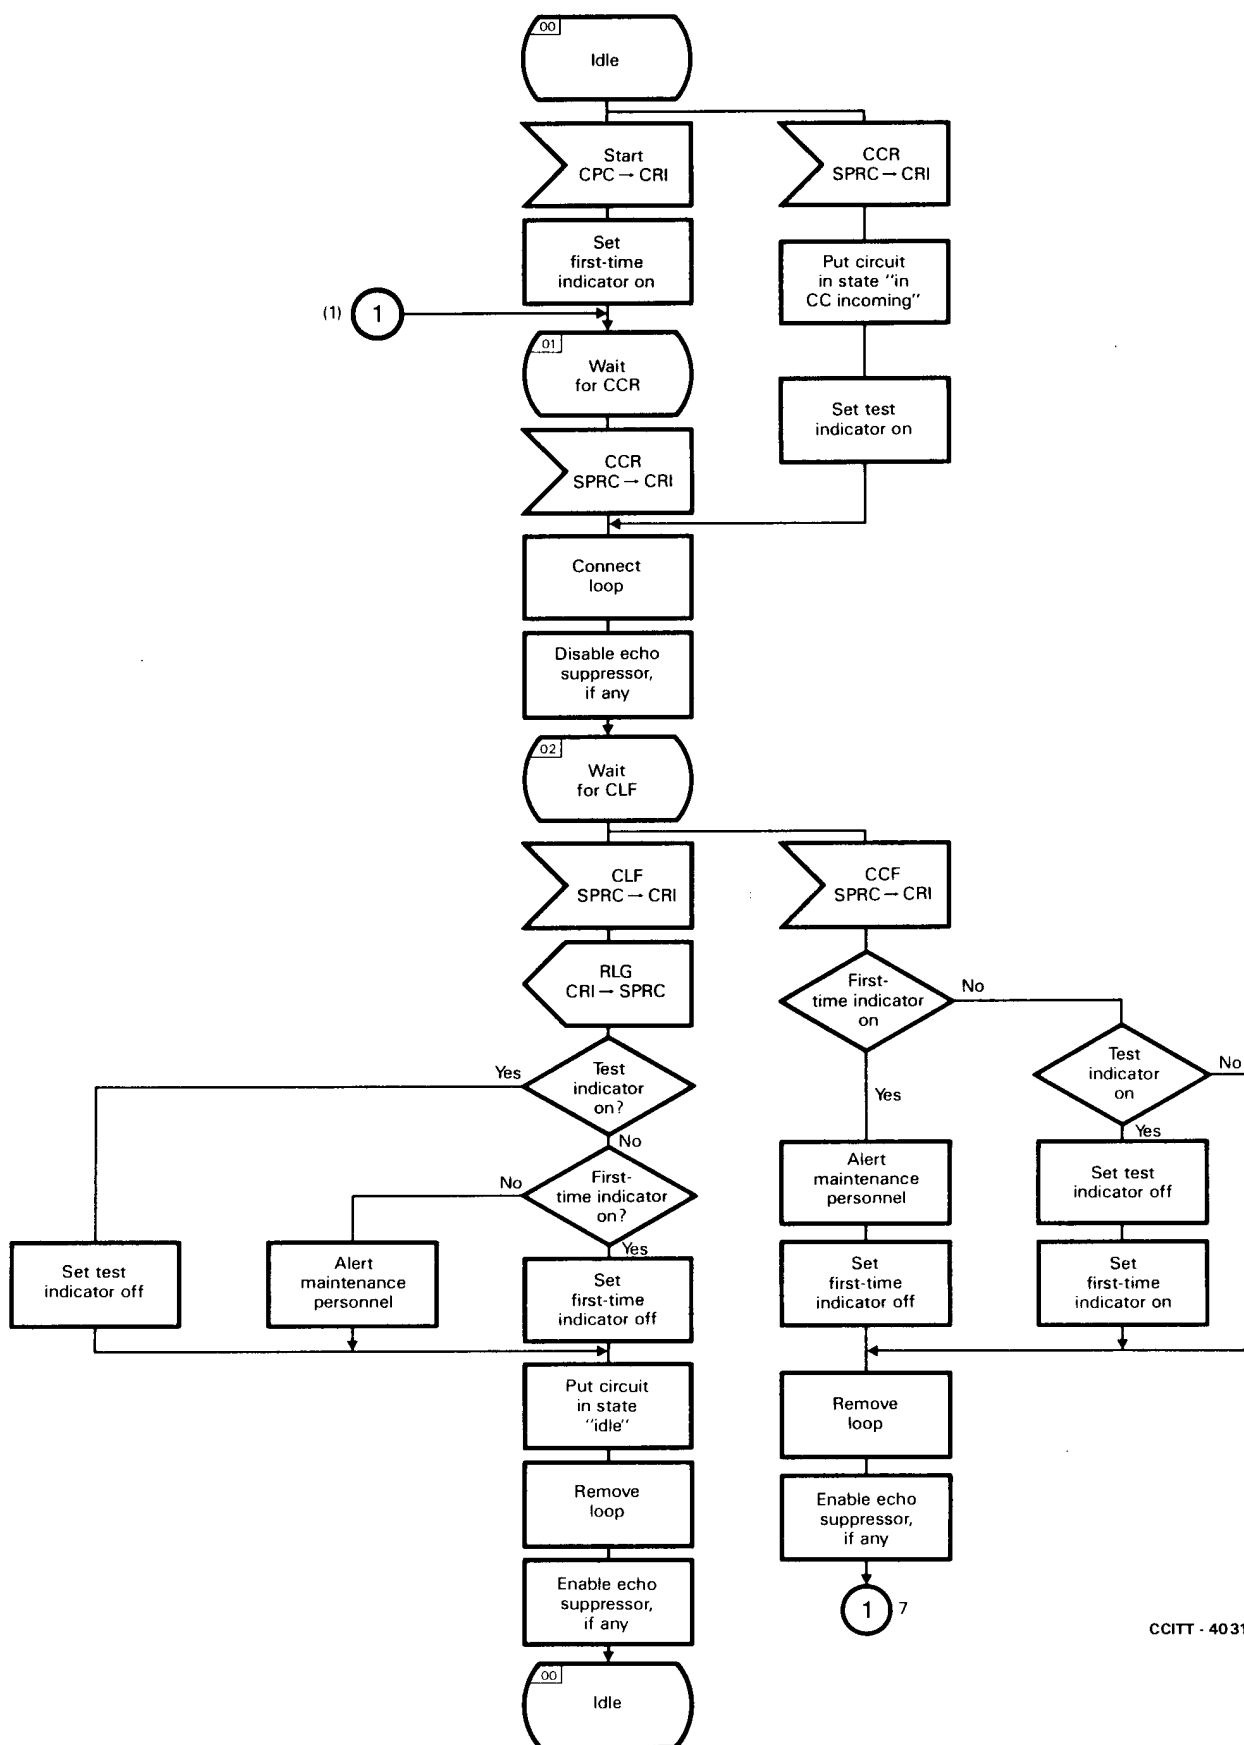 00
Idle
Start
CPC → CRI
CCR
SPRC → CRI
Set
first-time
indicator on
Put circuit
in state "in
CC incoming"
(1) 1
01
Wait
for CCR
Set test
indicator on
CCR
SPRC → CRI
Connect
loop
Disable echo
suppressor,
if any
02
Wait
for CLF
CLF
SPRC → CRI
CCF
SPRC → CRI
RLG
CRI → SPRC
First-
time indicator
on
No
Test
indicator
on?
Yes
No
Test
indicator
on
No
Yes
Yes
First-
time indicator
on?
No
Yes
Alert
maintenance
personnel
Set test
indicator off
Set test
indicator off
Alert
maintenance
personnel
Set
first-time
indicator off
Set
first-time
indicator off
Set
first-time
indicator on
Put circuit
in state
"idle"
Remove
loop
Remove
loop
Enable echo
suppressor,
if any
Enable echo
suppressor,
if any
1 7
CCITT - 4031
00
Idle